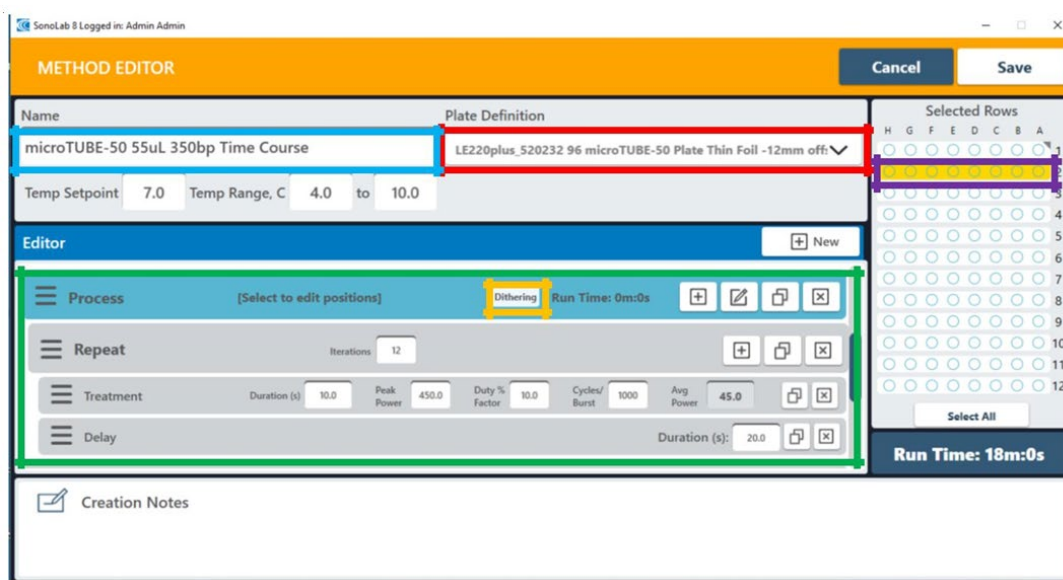 SonoLab 8 Logged in: Admin Admin
METHOD EDITOR
Cancel
Save
Name
Plate Definition
Selected Rows
H G F E D C B A
microTUBE-50 55uL 350bp Time Course
LE220plus_520232 96 microTUBE-50 Plate Thin Foil -12mm off:
1
2
3
4
5
6
7
8
9
10
11
12
Temp Setpoint 7.0 Temp Range, C 4.0 to 10.0
Editor
New
Process [Select to edit positions] Dithering Run Time: 0m:0s
Repeat Iterations 12
Treatment Duration (s) 10.0 Peak Power 450.0 Duty % Factor 10.0 Cycles/ Burst 1000 Avg Power 45.0
Delay Duration (s): 20.0
Select All
Run Time: 18m:0s
Creation Notes